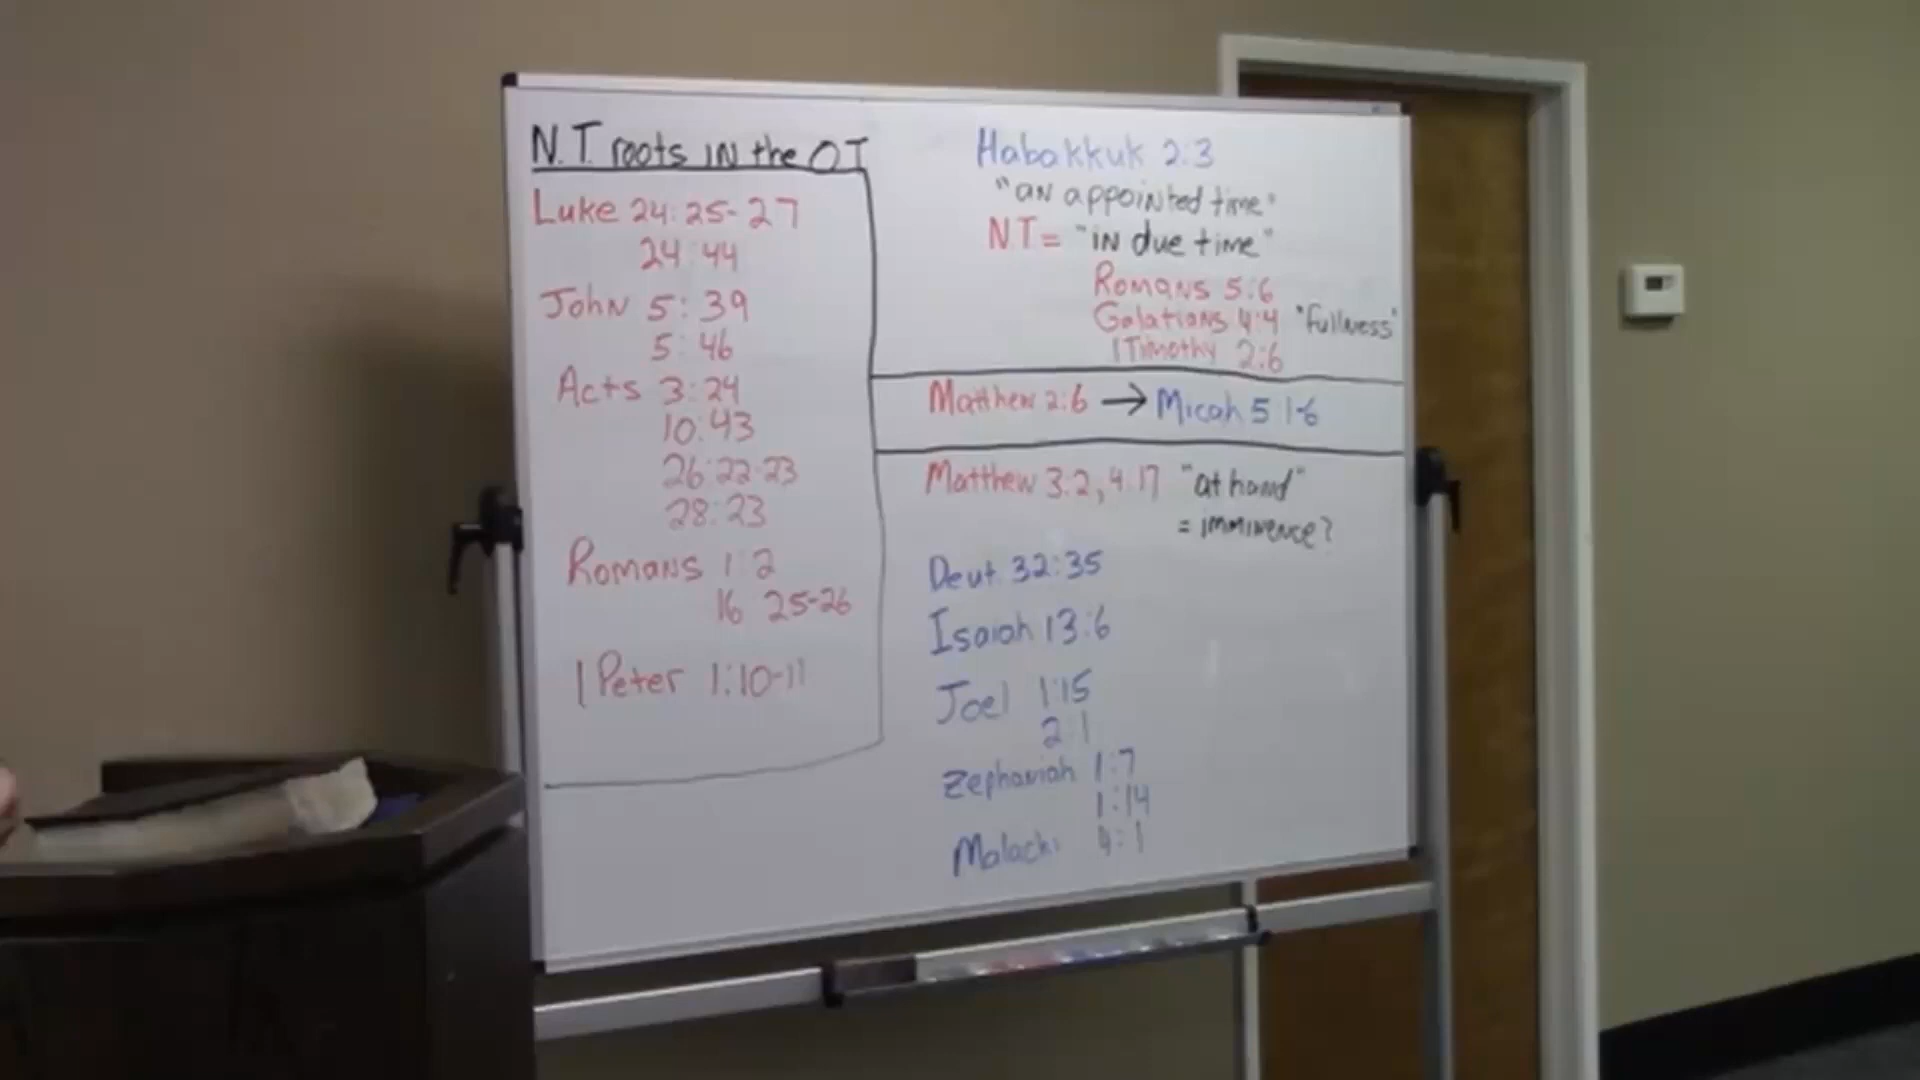 N.T. roots in the OT
Luke 24:25-27
24:44
John 5:39
5:46
Acts 3:24
10:43
26:22-23
28:23
Romans 1:2
16 25-26
1 Peter 1:10-11
Habakkuk 2:3
"an appointed time"
NT = "in due time"
Romans 5:6
Galatians 4:4 "fullness"
1 Timothy 2:6
Matthew 2:6 → Micah 5 1-6
Matthew 3:2, 4:17 "at hand"
= imminence?
Deut. 32:35
Isaiah 13:6
Joel 1:15
2:1
Zephaniah 1:7
1:14
Malachi 4:1